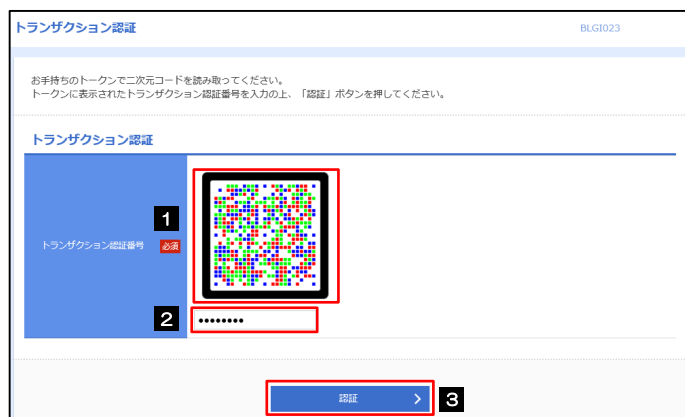 トランザクション認証 BLGI023
お手持ちのトークンで二次元コードを読み取ってください。
トークンに表示されたトランザクション認証番号を入力の上、「認証」ボタンを押してください。
トランザクション認証
1
トランザクション認証番号 必須
2 ••••••••
認証 3